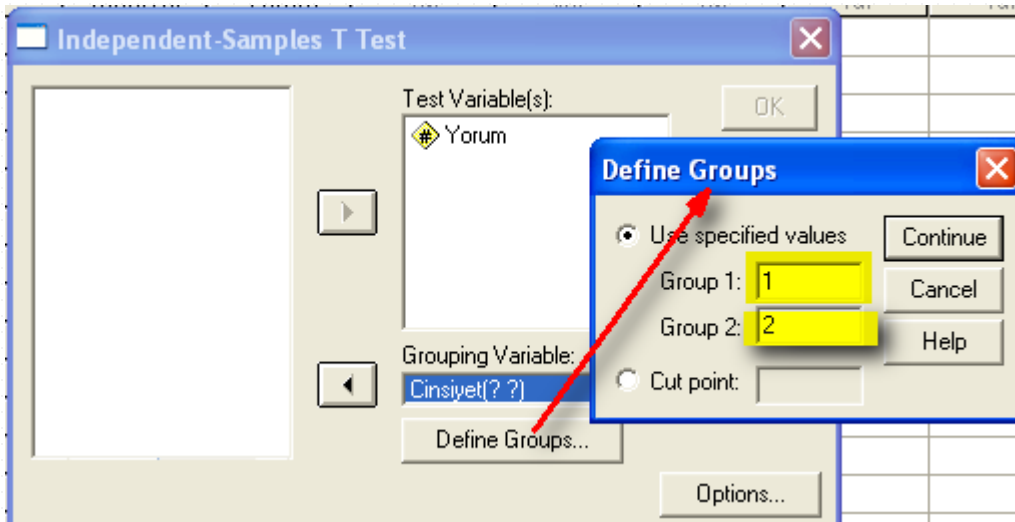 Independent-Samples T Test
Test Variable(s):
Yorum
OK
Grouping Variable:
Cinsiyet(? ?)
Define Groups...
Options...
Define Groups
Use specified values
Group 1: 1
Group 2: 2
Cut point:
Continue
Cancel
Help